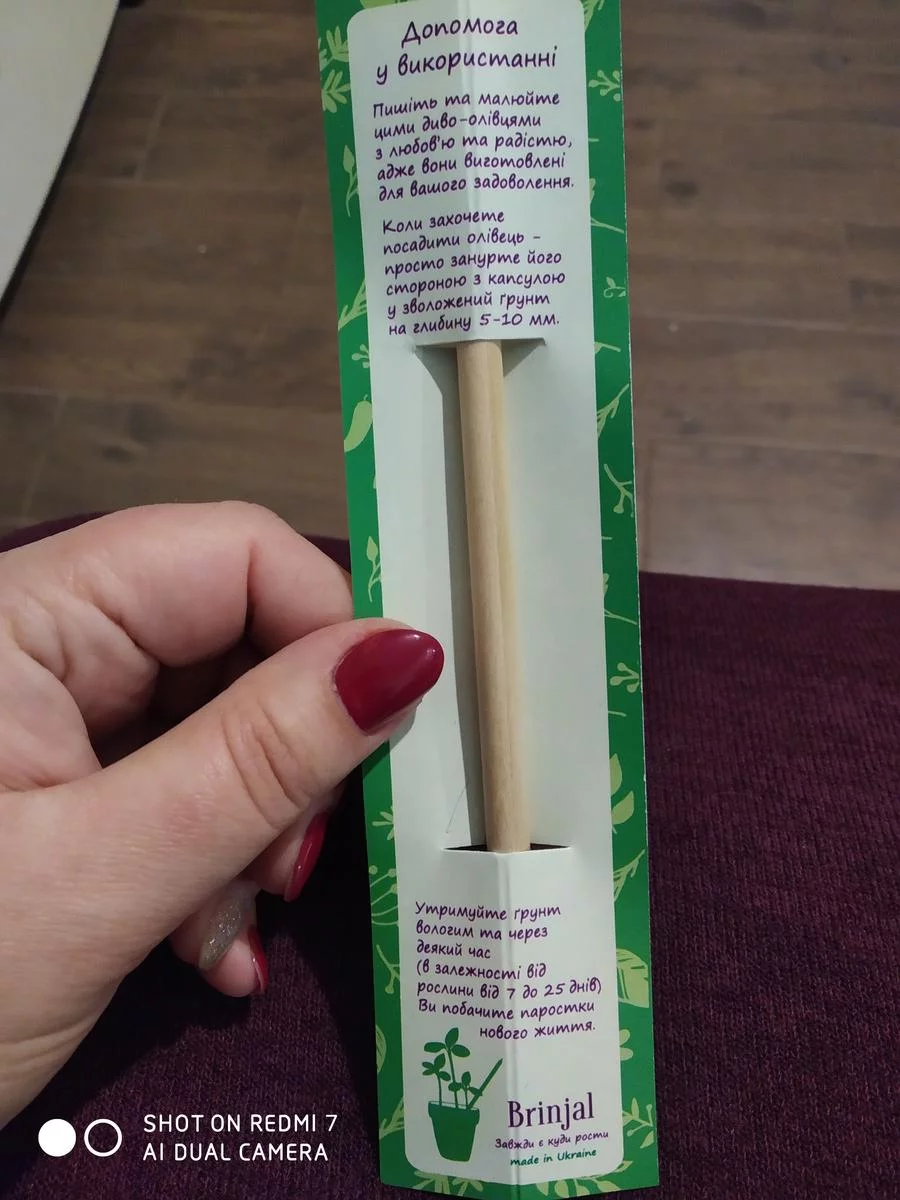 Допомога
у використанні
Пишіть та малюйте
цими диво-олівцями
з любов'ю та радістю,
адже вони виготовлені
для вашого задоволення.
Коли захочете
посадити олівець -
просто занурте його
стороною з капсулою
у зволожений ґрунт
на глибину 5-10 мм.
Утримуйте ґрунт
вологим та через
деякий час
(в залежності від
рослини від 7 до 25 днів)
Ви побачите паростки
нового життя.
Brinjal
Завжди є куди рости
made in Ukraine
SHOT ON REDMI 7
AI DUAL CAMERA